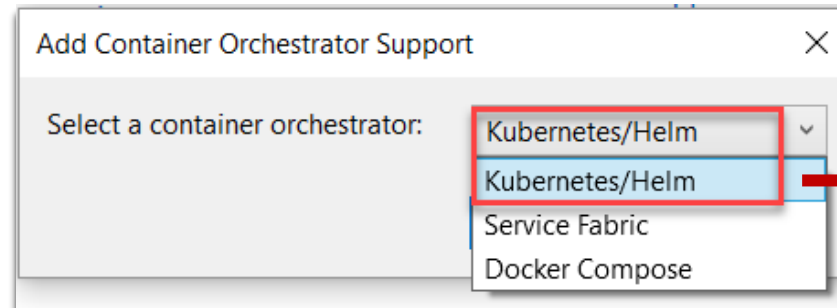 Add Container Orchestrator Support
Select a container orchestrator:
Kubernetes/Helm
Kubernetes/Helm
Service Fabric
Docker Compose